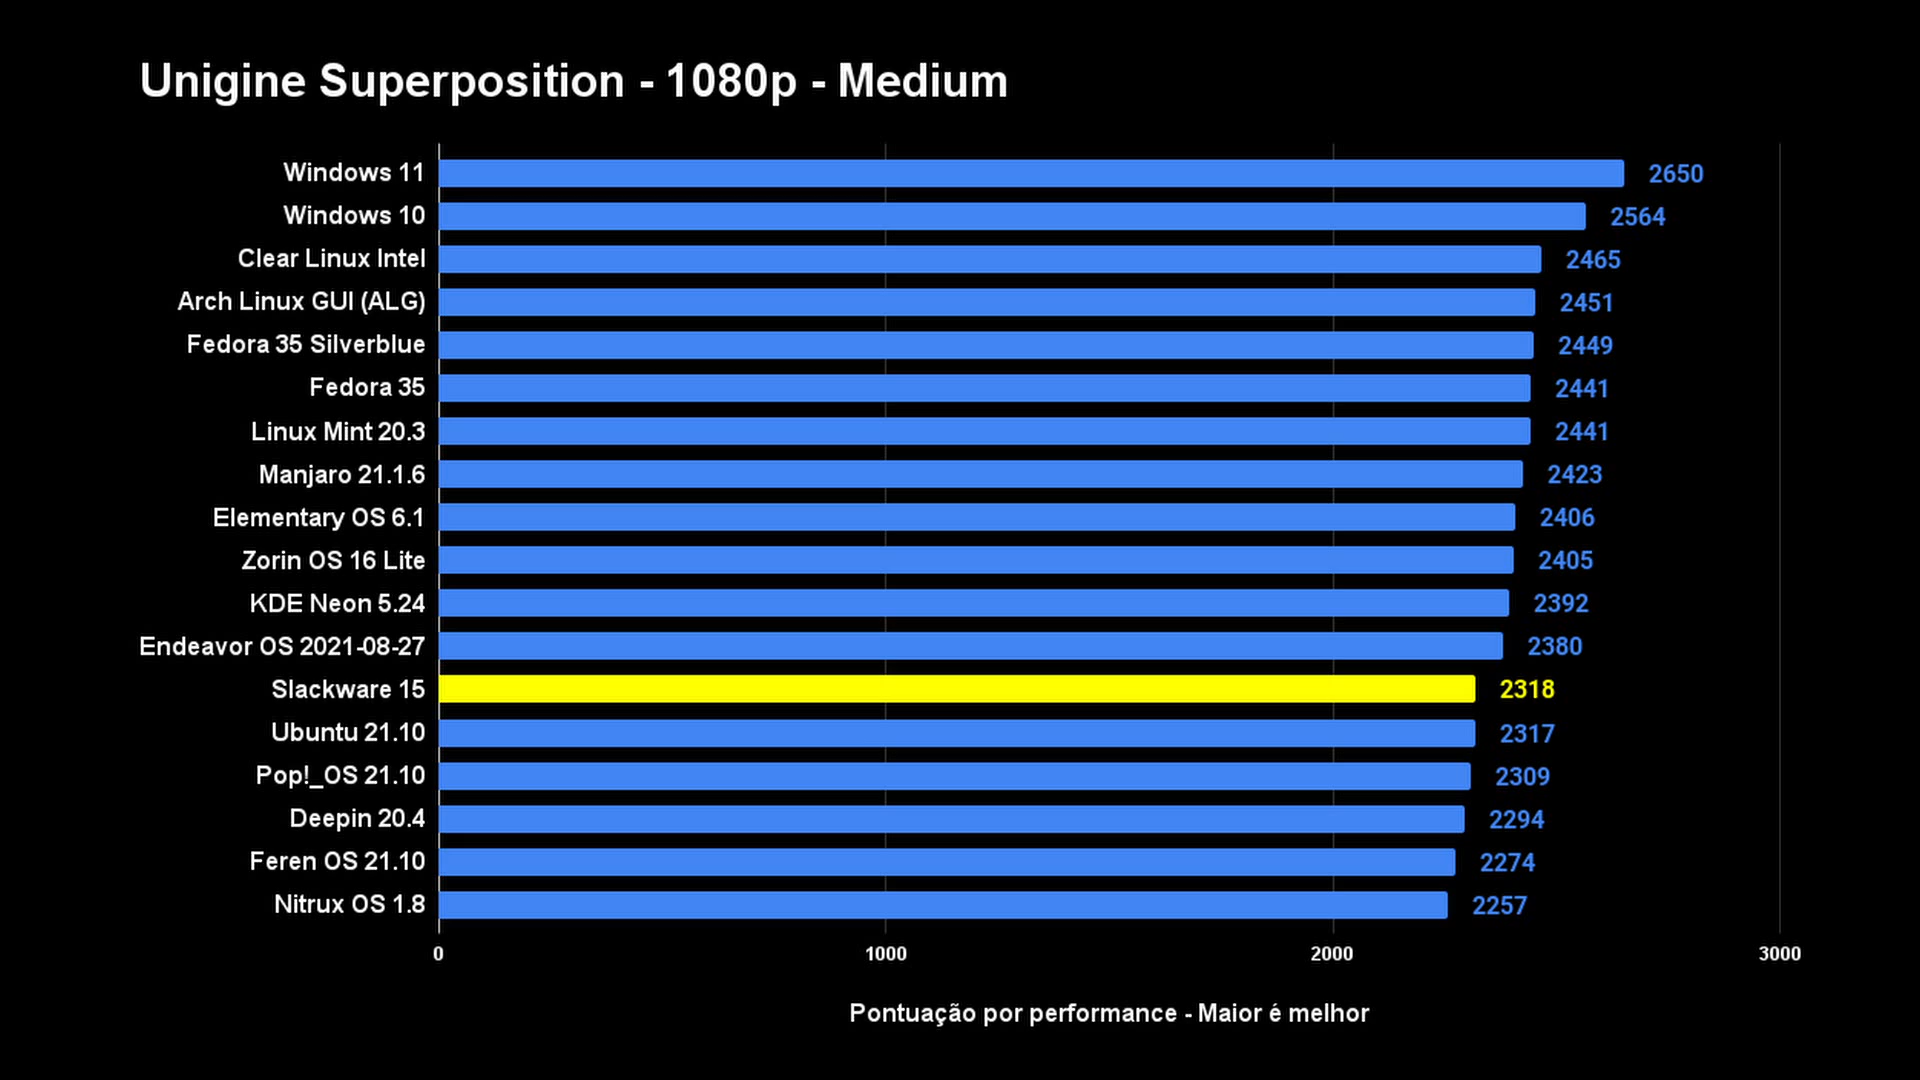 Unigine Superposition - 1080p - Medium
Windows 11 2650
Windows 10 2564
Clear Linux Intel 2465
Arch Linux GUI (ALG) 2451
Fedora 35 Silverblue 2449
Fedora 35 2441
Linux Mint 20.3 2441
Manjaro 21.1.6 2423
Elementary OS 6.1 2406
Zorin OS 16 Lite 2405
KDE Neon 5.24 2392
Endeavor OS 2021-08-27 2380
Slackware 15 2318
Ubuntu 21.10 2317
Pop!_OS 21.10 2309
Deepin 20.4 2294
Feren OS 21.10 2274
Nitrux OS 1.8 2257
0 1000 2000 3000
Pontuação por performance - Maior é melhor